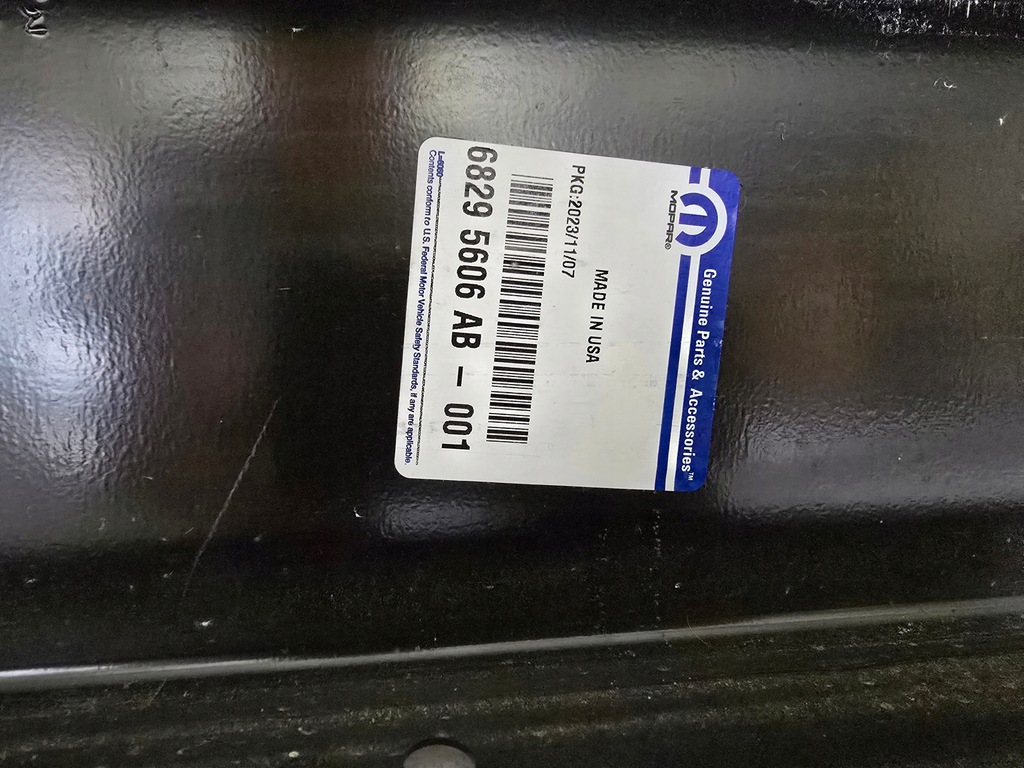 Genuine Parts & Accessories™
MOPAR®
MADE IN USA
PKG:2023/11/07
6829 5606 AB - 001
Contents conform to U.S. Federal Motor Vehicle Safety Standards, if any are applicable.